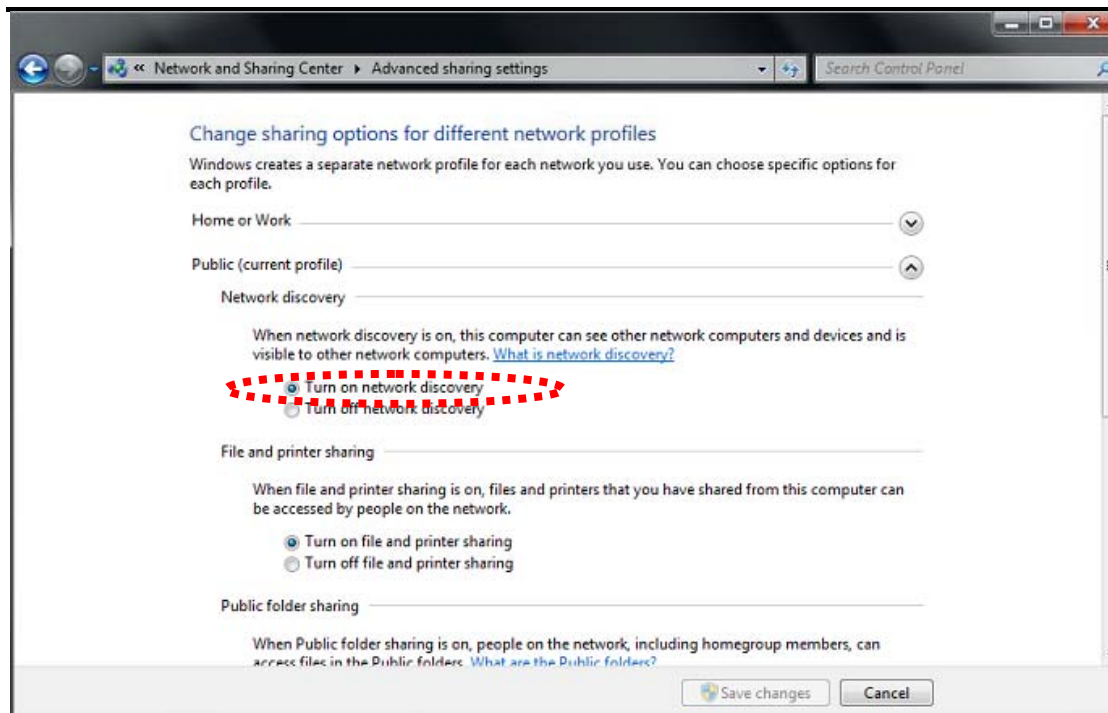 « Network and Sharing Center ▸ Advanced sharing settings
Search Control Panel
Change sharing options for different network profiles
Windows creates a separate network profile for each network you use. You can choose specific options for
each profile.
Home or Work
Public (current profile)
Network discovery
When network discovery is on, this computer can see other network computers and devices and is
visible to other network computers. What is network discovery?
Turn on network discovery
Turn off network discovery
File and printer sharing
When file and printer sharing is on, files and printers that you have shared from this computer can
be accessed by people on the network.
Turn on file and printer sharing
Turn off file and printer sharing
Public folder sharing
When Public folder sharing is on, people on the network, including homegroup members, can
access files in the Public folders. What are the Public folders?
Save changes
Cancel